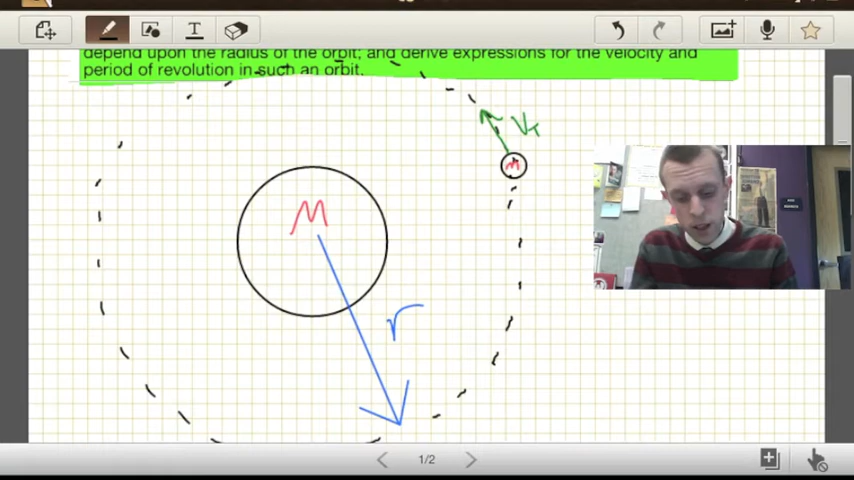 depend upon the radius of the orbit; and derive expressions for the velocity and
period of revolution in such an orbit.
V_T
m
M
r
1/2